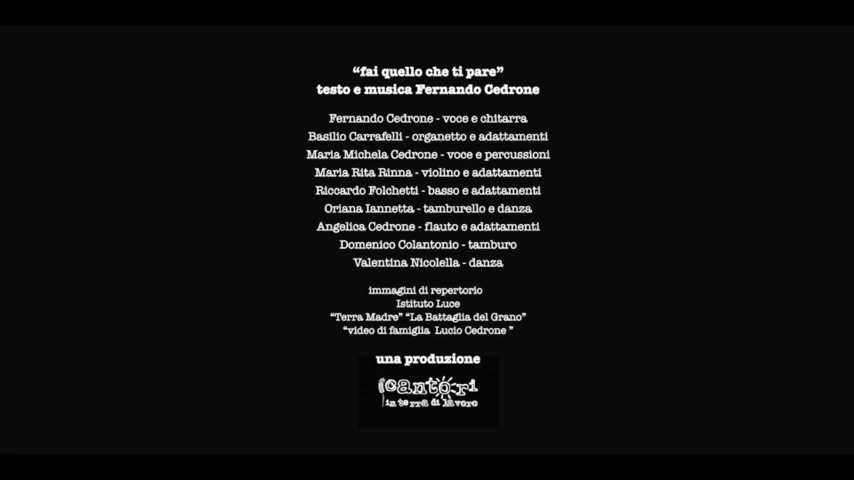 “fai quello che ti pare”
testo e musica Fernando Cedrone
Fernando Cedrone - voce e chitarra
Basilio Carrafelli - organetto e adattamenti
Maria Michela Cedrone - voce e percussioni
Maria Rita Rinna - violino e adattamenti
Riccardo Folchetti - basso e adattamenti
Oriana Iannetta - tamburello e danza
Angelica Cedrone - flauto e adattamenti
Domenico Colantonio - tamburo
Valentina Nicolella - danza
immagini di repertorio
Istituto Luce
“Terra Madre” “La Battaglia del Grano”
“video di famiglia Lucio Cedrone ”
una produzione
icantori
in terra di lavoro